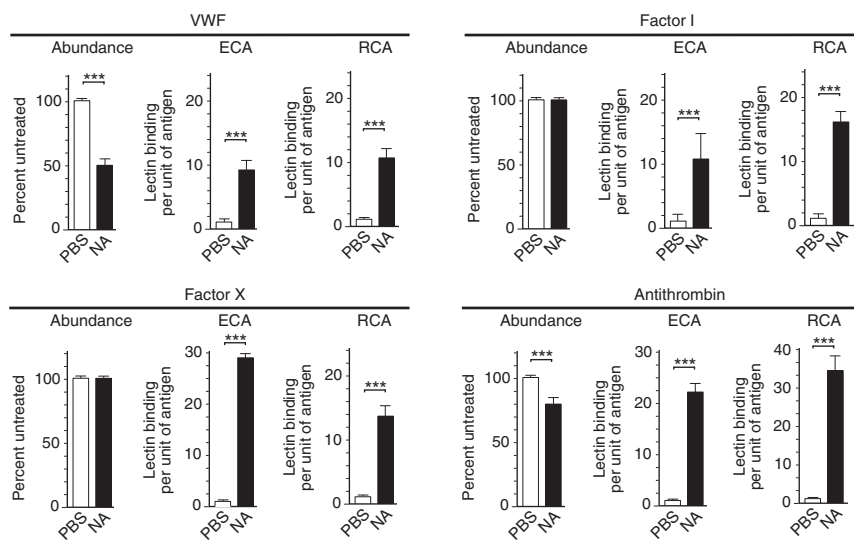 VWF
Abundance ECA RCA
Percent untreated
100
50
0
***
PBS NA
Lectin binding
per unit of antigen
20
10
0
***
PBS NA
Lectin binding
per unit of antigen
20
10
0
***
PBS NA
Factor I
Abundance ECA RCA
Percent untreated
100
50
0
PBS NA
Lectin binding
per unit of antigen
20
10
0
***
PBS NA
Lectin binding
per unit of antigen
20
10
0
***
PBS NA
Factor X
Abundance ECA RCA
Percent untreated
100
50
0
PBS NA
Lectin binding
per unit of antigen
30
20
10
0
***
PBS NA
Lectin binding
per unit of antigen
20
10
0
***
PBS NA
Antithrombin
Abundance ECA RCA
Percent untreated
100
50
0
***
PBS NA
Lectin binding
per unit of antigen
30
20
10
0
***
PBS NA
Lectin binding
per unit of antigen
40
30
20
10
0
***
PBS NA